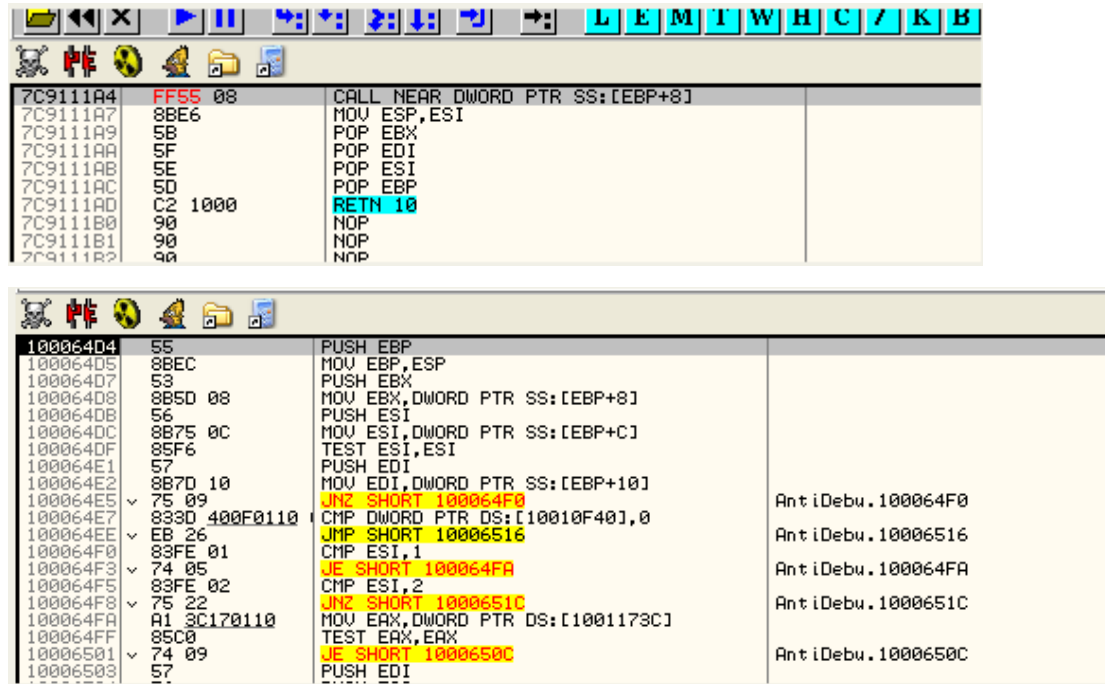 L E M T W H C / K B
7C9111A4 FF55 08 CALL NEAR DWORD PTR SS:[EBP+8]
7C9111A7 8BE6 MOV ESP,ESI
7C9111A9 5B POP EBX
7C9111AA 5F POP EDI
7C9111AB 5E POP ESI
7C9111AC 5D POP EBP
7C9111AD C2 1000 RETN 10
7C9111B0 90 NOP
7C9111B1 90 NOP
7C9111B2 90 NOP
100064D4 55 PUSH EBP
100064D5 8BEC MOV EBP,ESP
100064D7 53 PUSH EBX
100064D8 8B5D 08 MOV EBX,DWORD PTR SS:[EBP+8]
100064DB 56 PUSH ESI
100064DC 8B75 0C MOV ESI,DWORD PTR SS:[EBP+C]
100064DF 85F6 TEST ESI,ESI
100064E1 57 PUSH EDI
100064E2 8B7D 10 MOV EDI,DWORD PTR SS:[EBP+10]
100064E5 75 09 JNZ SHORT 100064F0 AntiDebu.100064F0
100064E7 833D 400F0110 CMP DWORD PTR DS:[10010F40],0
100064EE EB 26 JMP SHORT 10006516 AntiDebu.10006516
100064F0 83FE 01 CMP ESI,1
100064F3 74 05 JE SHORT 100064FA AntiDebu.100064FA
100064F5 83FE 02 CMP ESI,2
100064F8 75 22 JNZ SHORT 1000651C AntiDebu.1000651C
100064FA A1 3C170110 MOV EAX,DWORD PTR DS:[1001173C]
100064FF 85C0 TEST EAX,EAX
10006501 74 09 JE SHORT 1000650C AntiDebu.1000650C
10006503 57 PUSH EDI